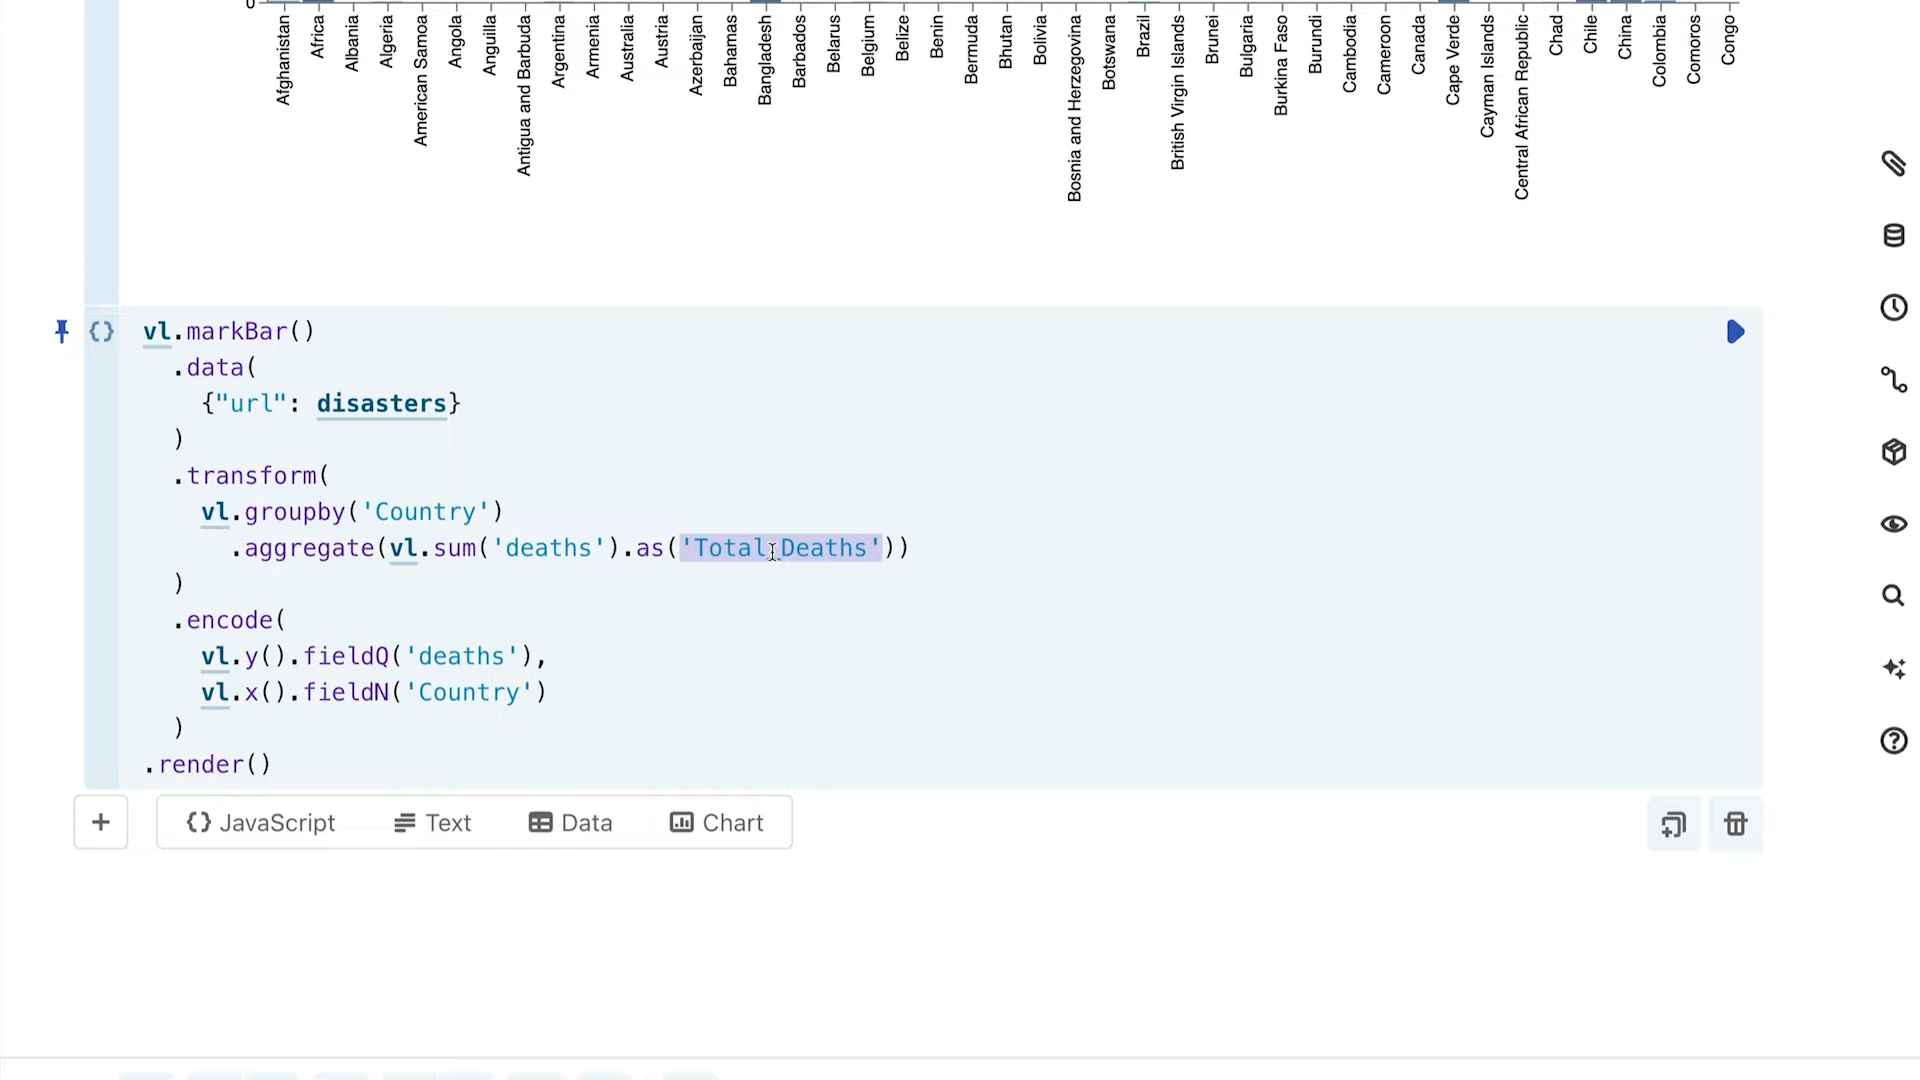 0
Afghanistan
Africa
Albania
Algeria
American Samoa
Angola
Anguilla
Antigua and Barbuda
Argentina
Armenia
Australia
Austria
Azerbaijan
Bahamas
Bangladesh
Barbados
Belarus
Belgium
Belize
Benin
Bermuda
Bhutan
Bolivia
Bosnia and Herzegovina
Botswana
Brazil
British Virgin Islands
Brunei
Bulgaria
Burkina Faso
Burundi
Cambodia
Cameroon
Canada
Cape Verde
Cayman Islands
Central African Republic
Chad
Chile
China
Colombia
Comoros
Congo
{} vl.markBar()
.data(
{"url": disasters}
)
.transform(
vl.groupby('Country')
.aggregate(vl.sum('deaths').as('Total Deaths'))
)
.encode(
vl.y().fieldQ('deaths'),
vl.x().fieldN('Country')
)
.render()
+ {} JavaScript Text Data Chart